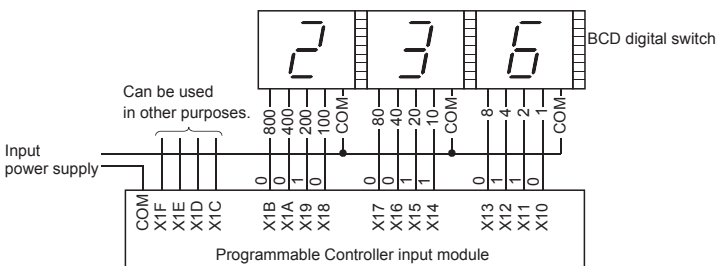 2 3 6
BCD digital switch
Can be used
in other purposes.
800 400 200 100 COM 80 40 20 10 COM 8 4 2 1 COM
Input
power supply
0 0 1 0 0 0 1 1 0 1 1 0
COM X1F X1E X1D X1C X1B X1A X19 X18 X17 X16 X15 X14 X13 X12 X11 X10
Programmable Controller input module